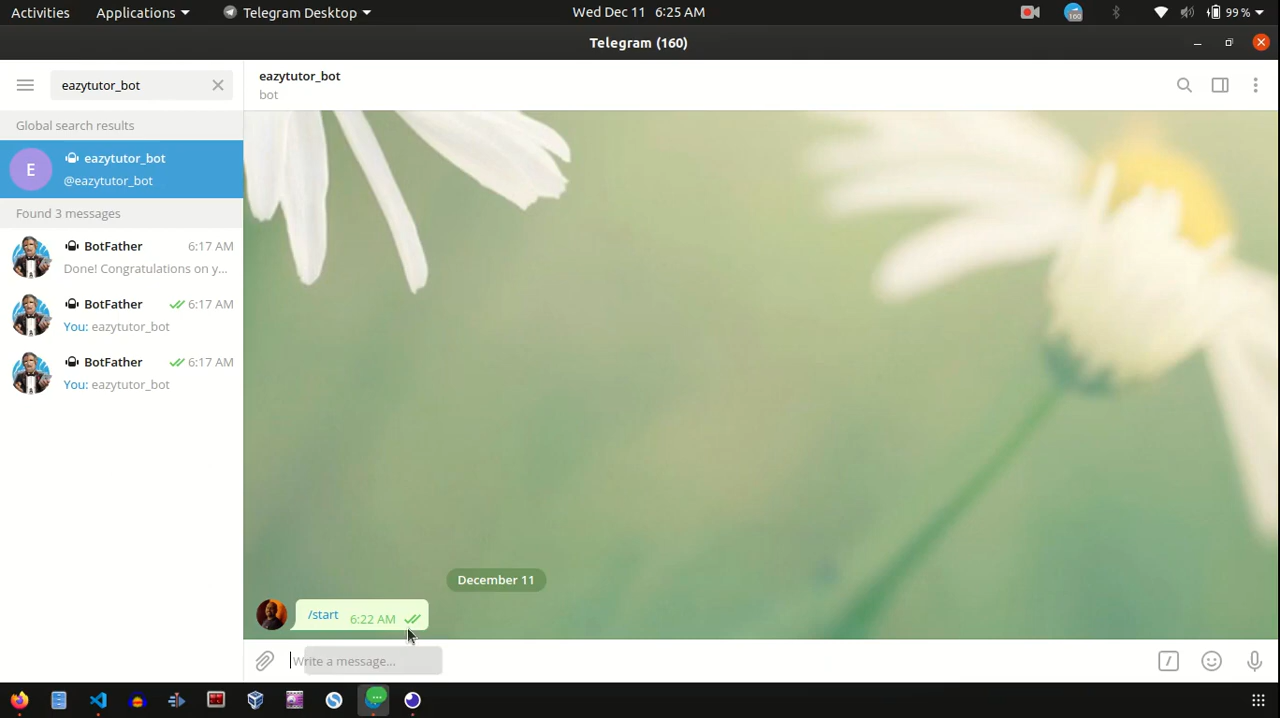 Activities Applications Telegram Desktop Wed Dec 11 6:25 AM 160 99 %
Telegram (160)
eazytutor_bot
eazytutor_bot
bot
Global search results
E eazytutor_bot
@eazytutor_bot
Found 3 messages
BotFather 6:17 AM
Done! Congratulations on y...
BotFather 6:17 AM
You: eazytutor_bot
BotFather 6:17 AM
You: eazytutor_bot
December 11
/start 6:22 AM
Write a message...